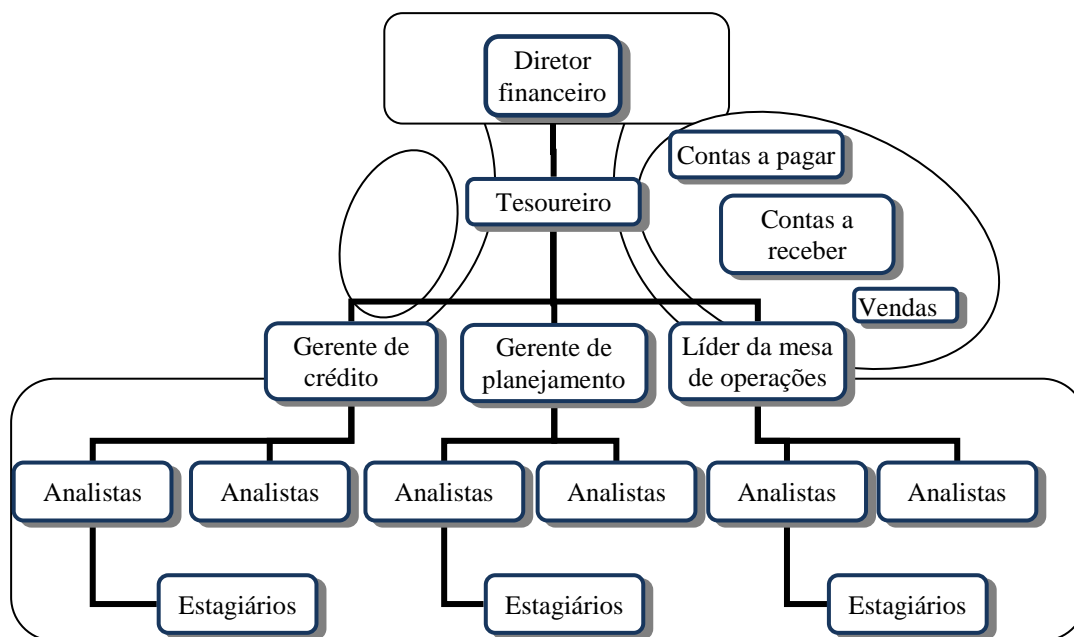 Diretor
financeiro
Contas a pagar
Tesoureiro
Contas a
receber
Vendas
Gerente de
crédito
Gerente de
planejamento
Líder da mesa
de operações
Analistas
Analistas
Analistas
Analistas
Analistas
Analistas
Estagiários
Estagiários
Estagiários